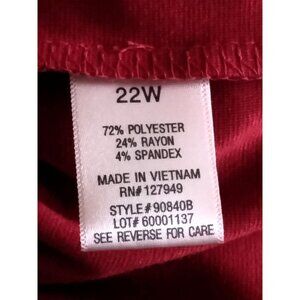 22W
72% POLYESTER
24% RAYON
4% SPANDEX
MADE IN VIETNAM
RN#127949
STYLE#90840B
LOT#60001137
SEE REVERSE FOR CARE